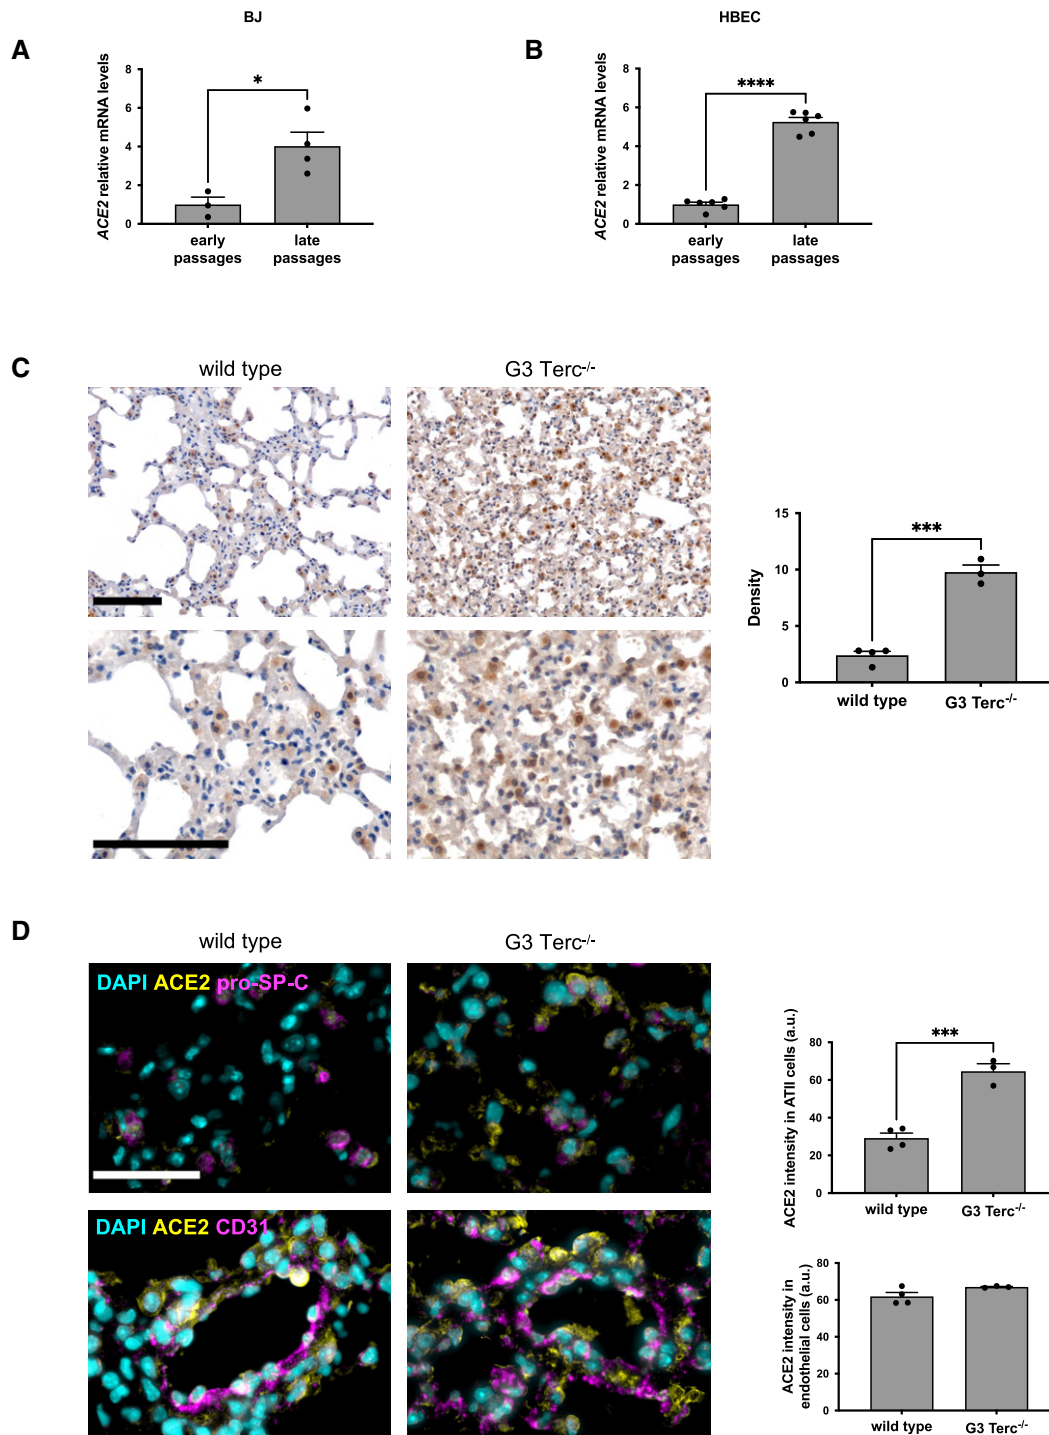 BJ
HBEC
A
B
ACE2 relative mRNA levels
8
6
4
2
0
*
early passages
late passages
ACE2 relative mRNA levels
8
6
4
2
0
****
early passages
late passages
C
wild type
G3 Terc-/-
Density
15
10
5
0
***
wild type
G3 Terc-/-
D
wild type
G3 Terc-/-
DAPI ACE2 pro-SP-C
DAPI ACE2 CD31
ACE2 intensity in ATII cells (a.u.)
80
60
40
20
0
***
wild type
G3 Terc-/-
ACE2 intensity in
endothelial cells (a.u.)
80
60
40
20
0
wild type
G3 Terc-/-